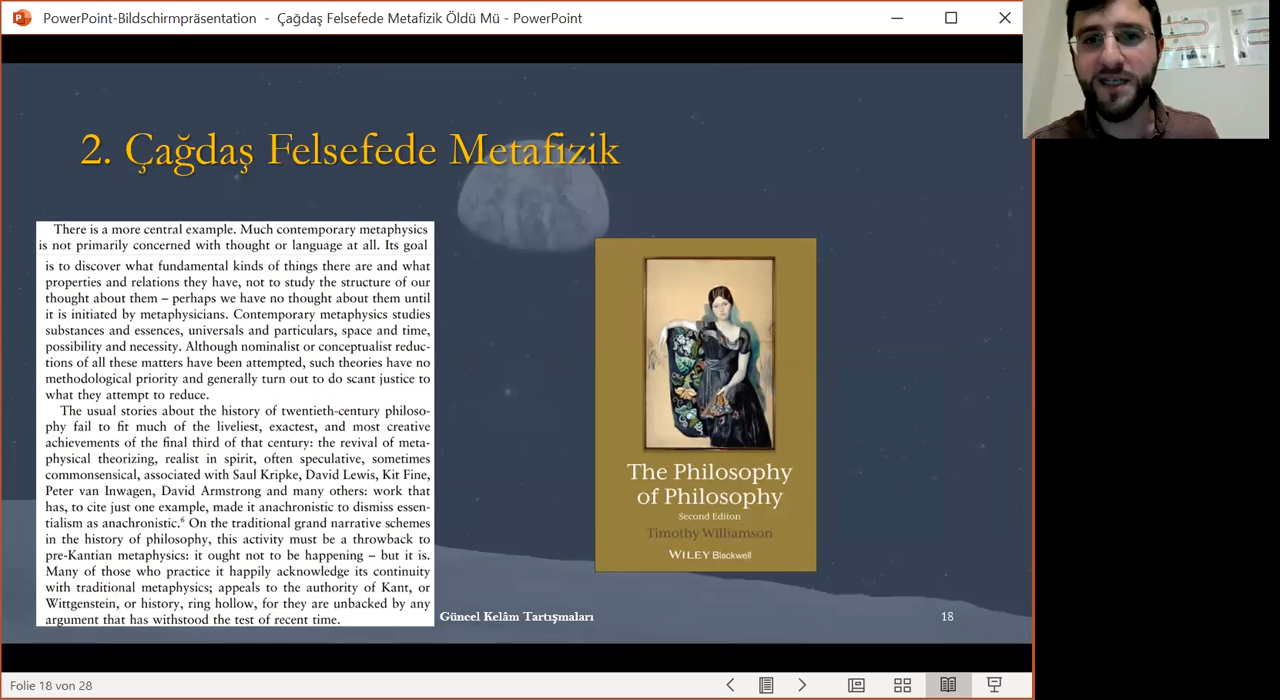 PowerPoint-Bildschirmpräsentation - Çağdaş Felsefede Metafizik Öldü Mü - PowerPoint
2. Çağdaş Felsefede Metafizik
There is a more central example. Much contemporary metaphysics
is not primarily concerned with thought or language at all. Its goal
is to discover what fundamental kinds of things there are and what
properties and relations they have, not to study the structure of our
thought about them – perhaps we have no thought about them until
it is initiated by metaphysicians. Contemporary metaphysics studies
substances and essences, universals and particulars, space and time,
possibility and necessity. Although nominalist or conceptualist reduc-
tions of all these matters have been attempted, such theories have no
methodological priority and generally turn out to do scant justice to
what they attempt to reduce.
The usual stories about the history of twentieth-century philoso-
phy fail to fit much of the liveliest, exactest, and most creative
achievements of the final third of that century: the revival of meta-
physical theorizing, realist in spirit, often speculative, sometimes
commonsensical, associated with Saul Kripke, David Lewis, Kit Fine,
Peter van Inwagen, David Armstrong and many others: work that
has, to cite just one example, made it anachronistic to dismiss essen-
tialism as anachronistic.6 On the traditional grand narrative schemes
in the history of philosophy, this activity must be a throwback to
pre-Kantian metaphysics: it ought not to be happening – but it is.
Many of those who practice it happily acknowledge its continuity
with traditional metaphysics; appeals to the authority of Kant, or
Wittgenstein, or history, ring hollow, for they are unbacked by any
argument that has withstood the test of recent time.
The Philosophy
of Philosophy
Second Editon
Timothy Williamson
WILEY Blackwell
Güncel Kelâm Tartışmaları
18
Folie 18 von 28